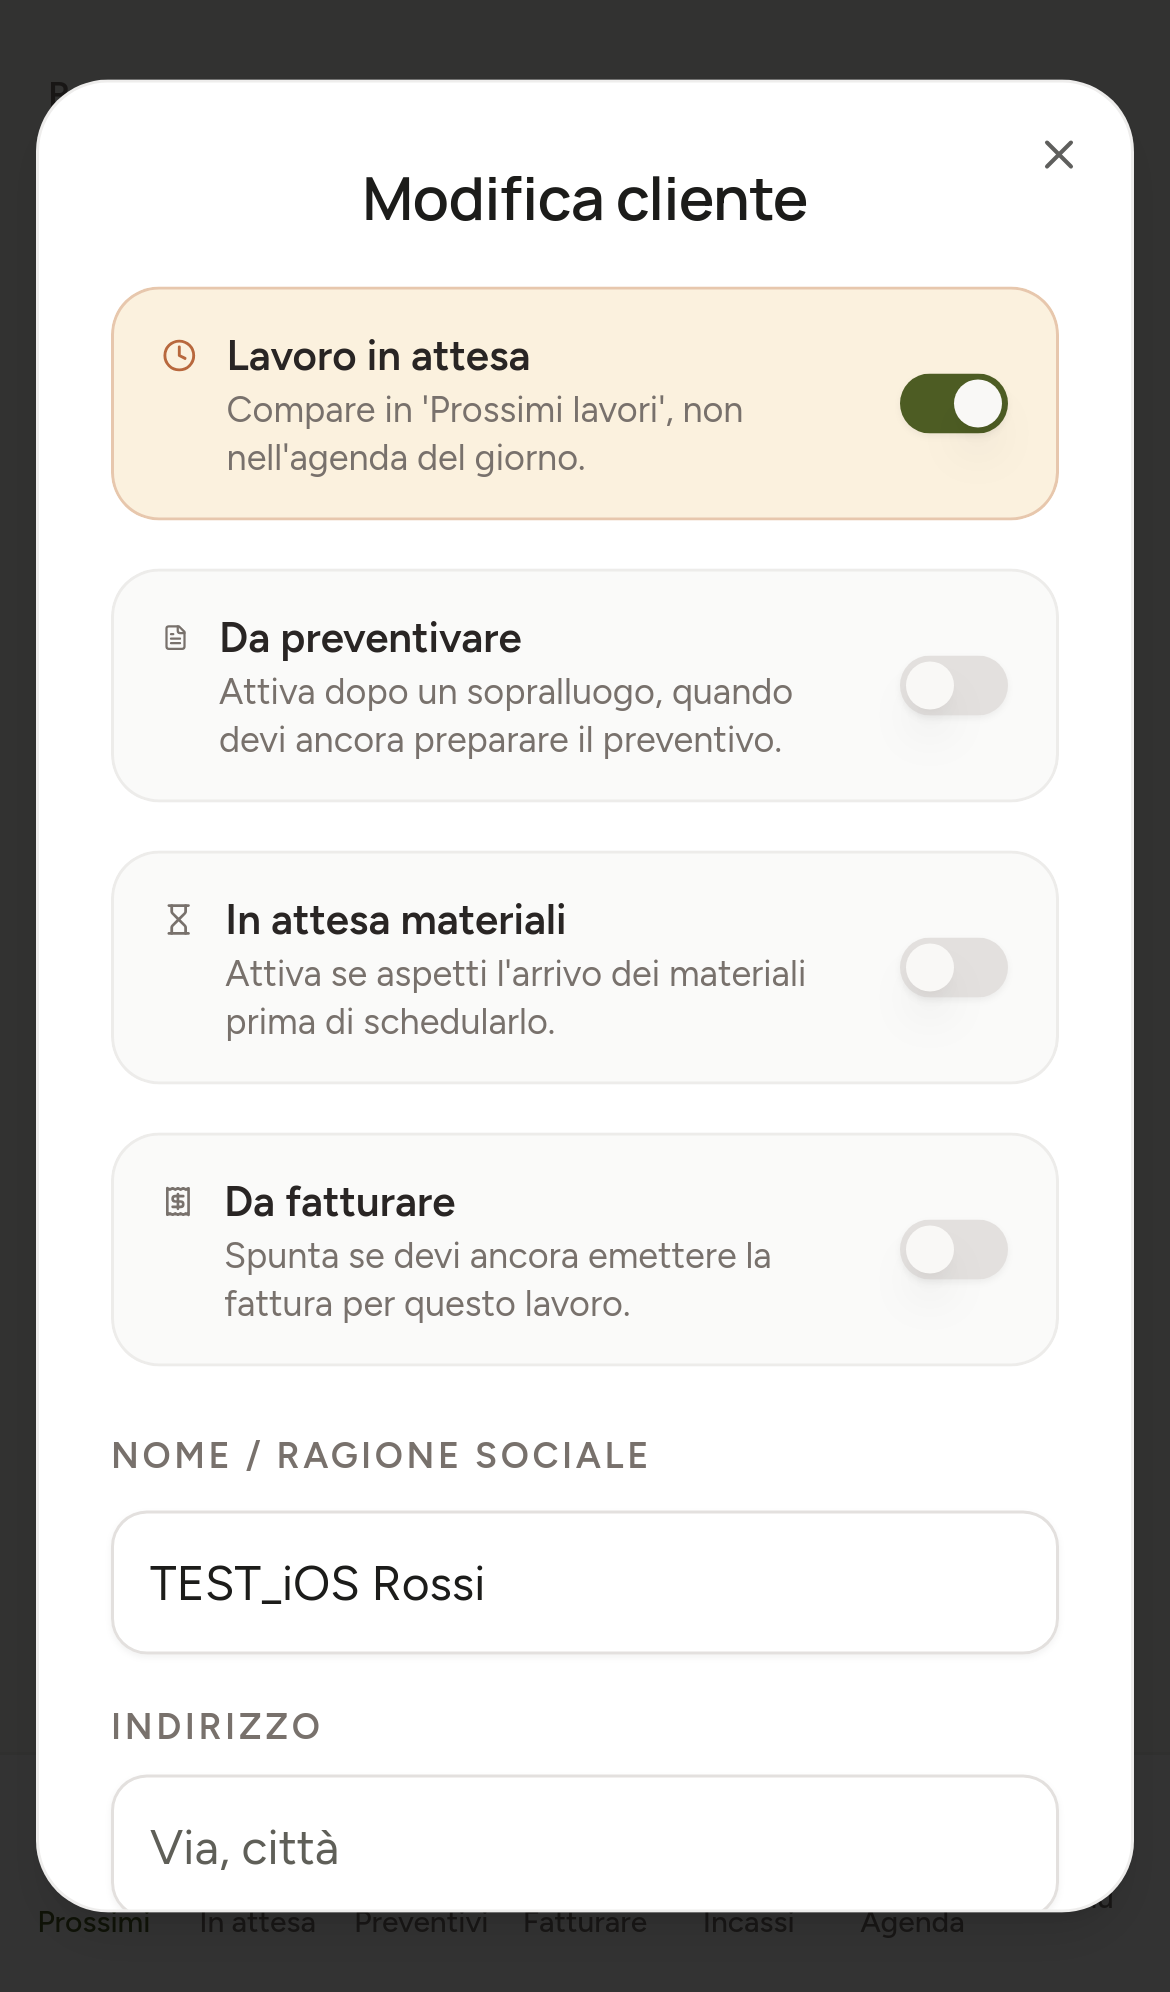 Modifica cliente
Lavoro in attesa
Compare in 'Prossimi lavori', non
nell'agenda del giorno.
Da preventivare
Attiva dopo un sopralluogo, quando
devi ancora preparare il preventivo.
In attesa materiali
Attiva se aspetti l'arrivo dei materiali
prima di schedularlo.
Da fatturare
Spunta se devi ancora emettere la
fattura per questo lavoro.
NOME / RAGIONE SOCIALE
TEST_iOS Rossi
INDIRIZZO
Via, città
Prossimi In attesa Preventivi Fatturare Incassi Agenda